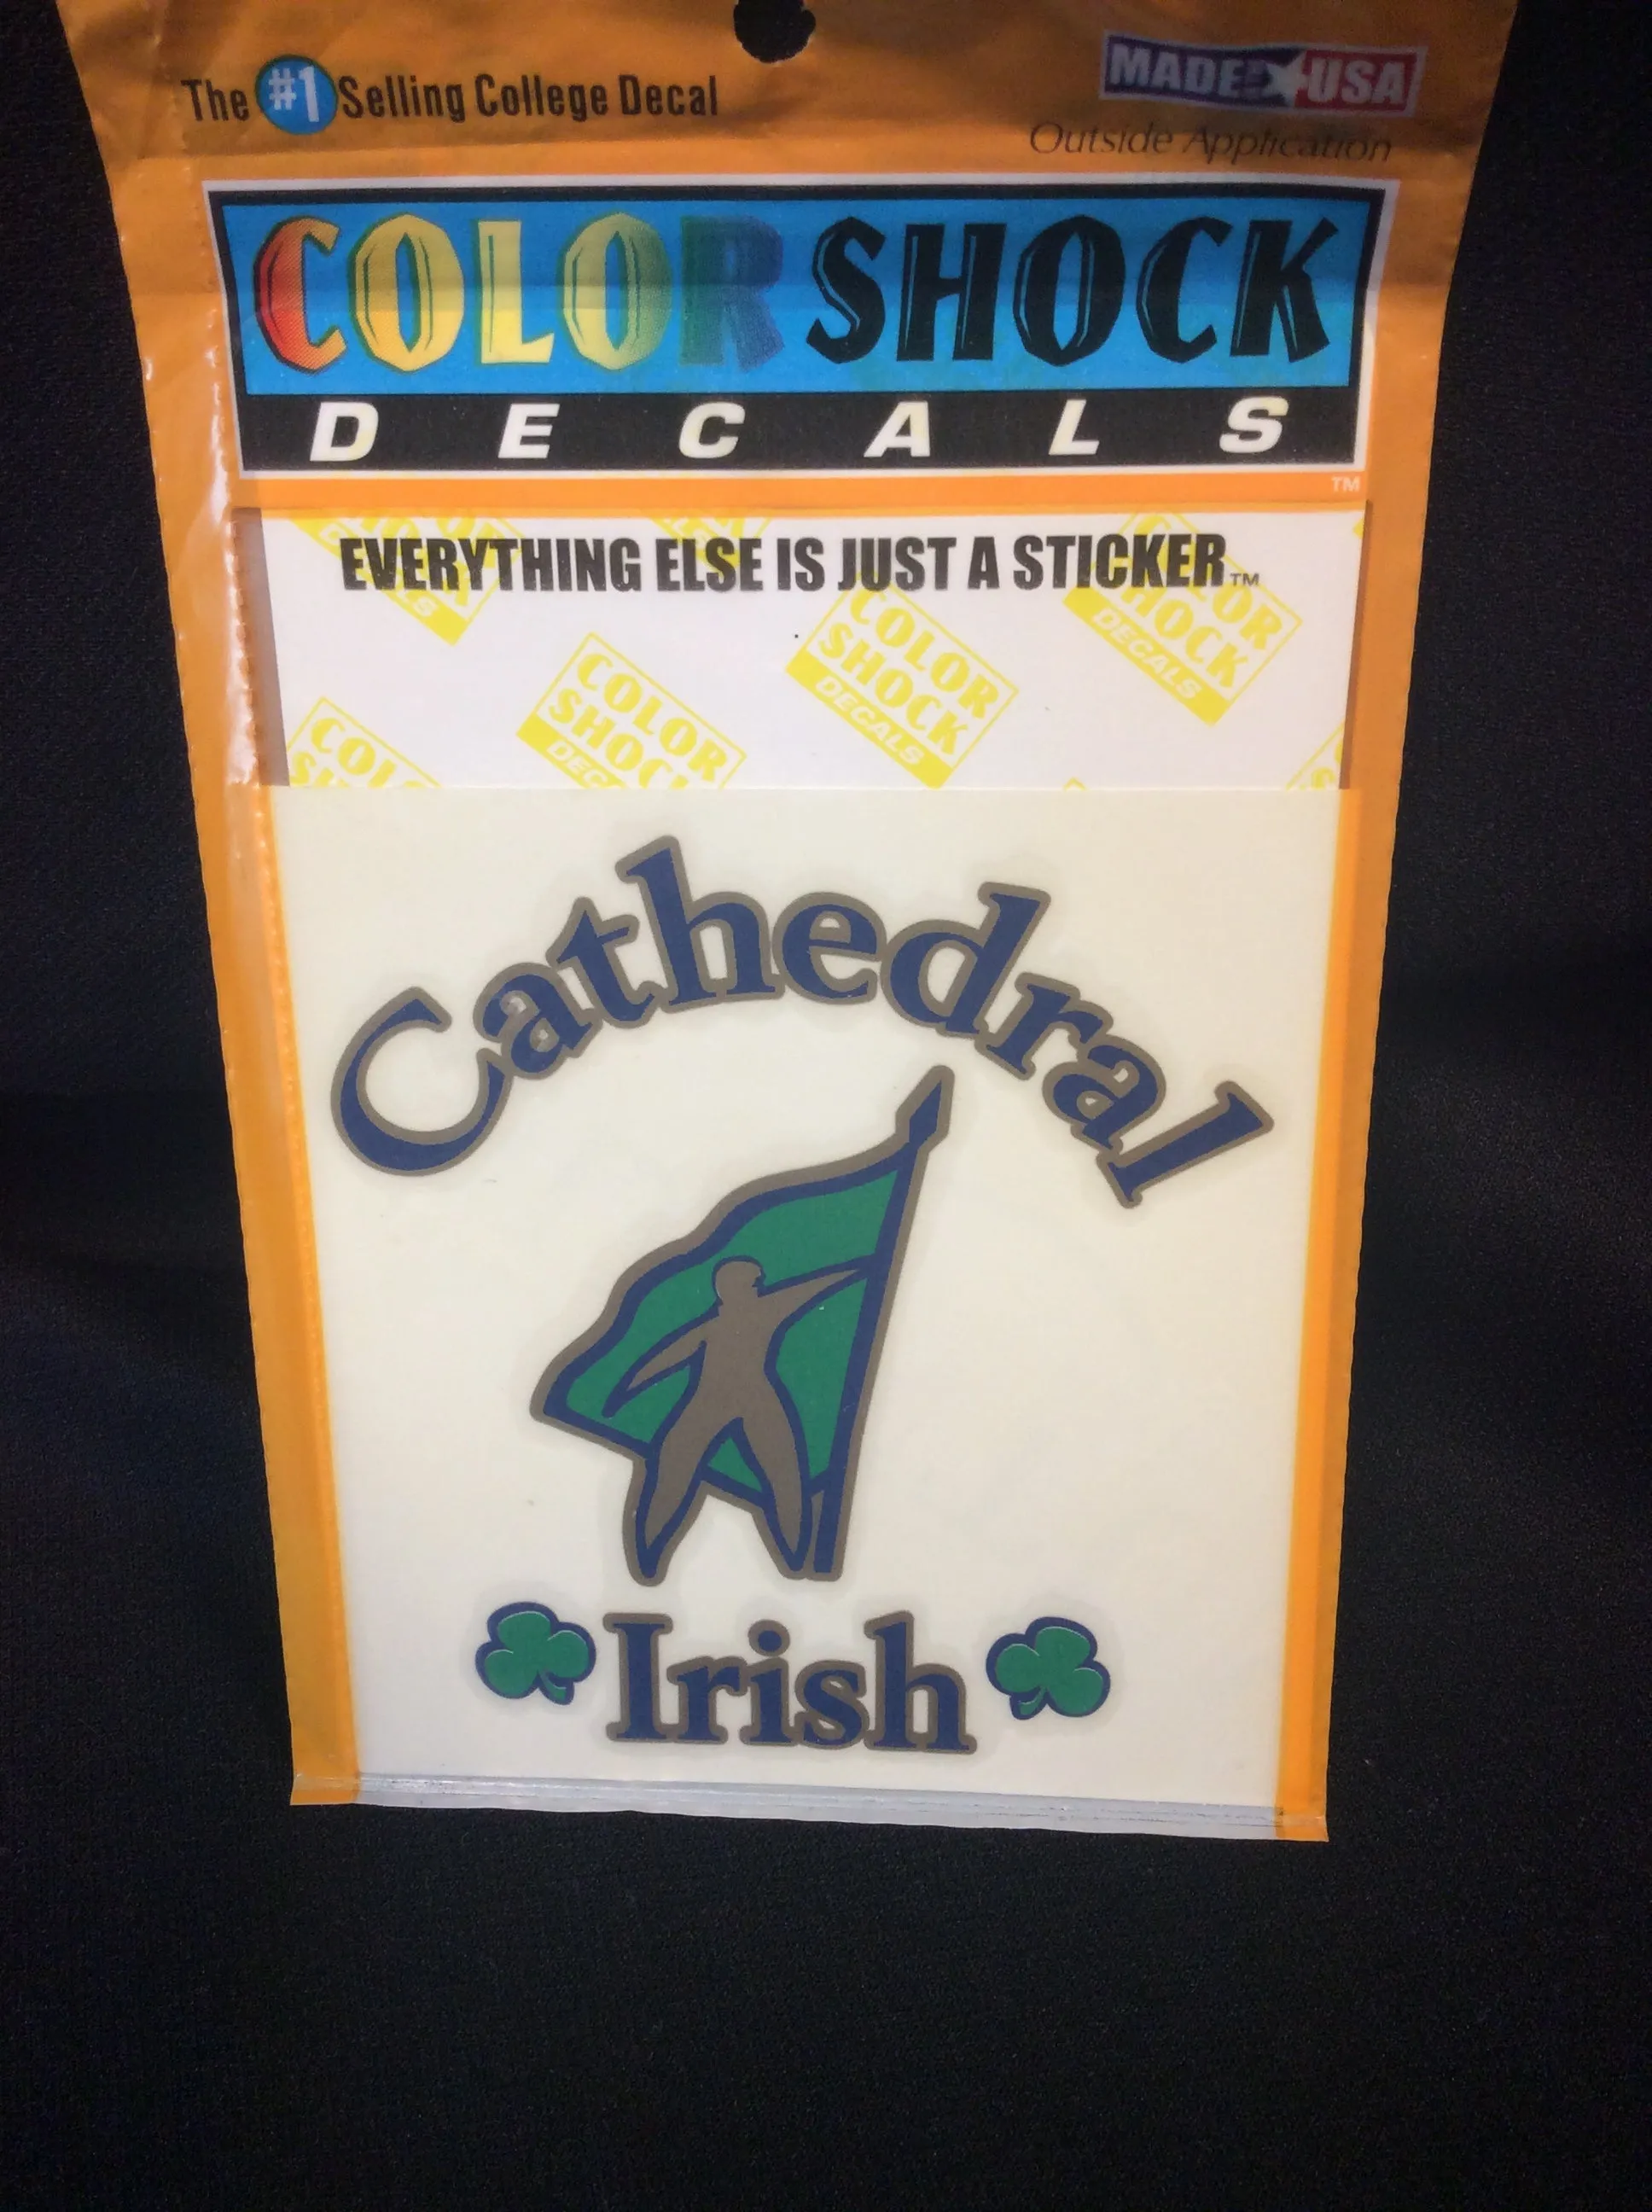 The #1 Selling College Decal
MADE IN USA
Outside Application
COLOR SHOCK
DECALS
TM
EVERYTHING ELSE IS JUST A STICKER TM
COLOR
SHOCK
DECALS
COLOR
SHOCK
DECALS
COLOR
SHOCK
Cathedral
Irish